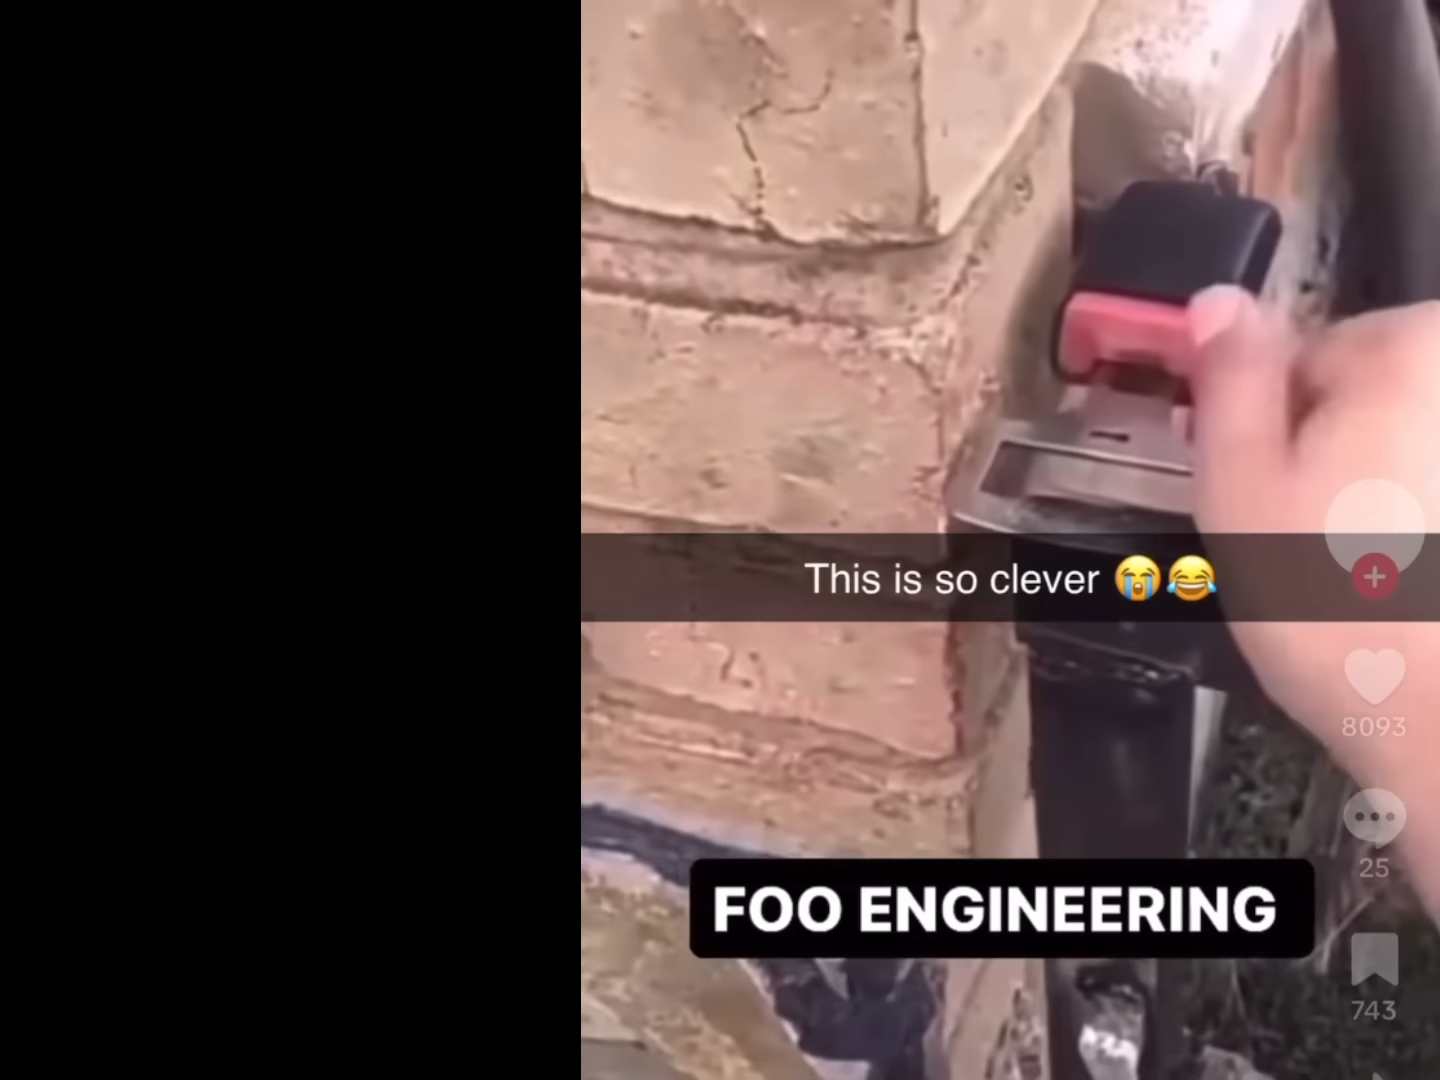 This is so clever 😭😂
8093
FOO ENGINEERING
25
743